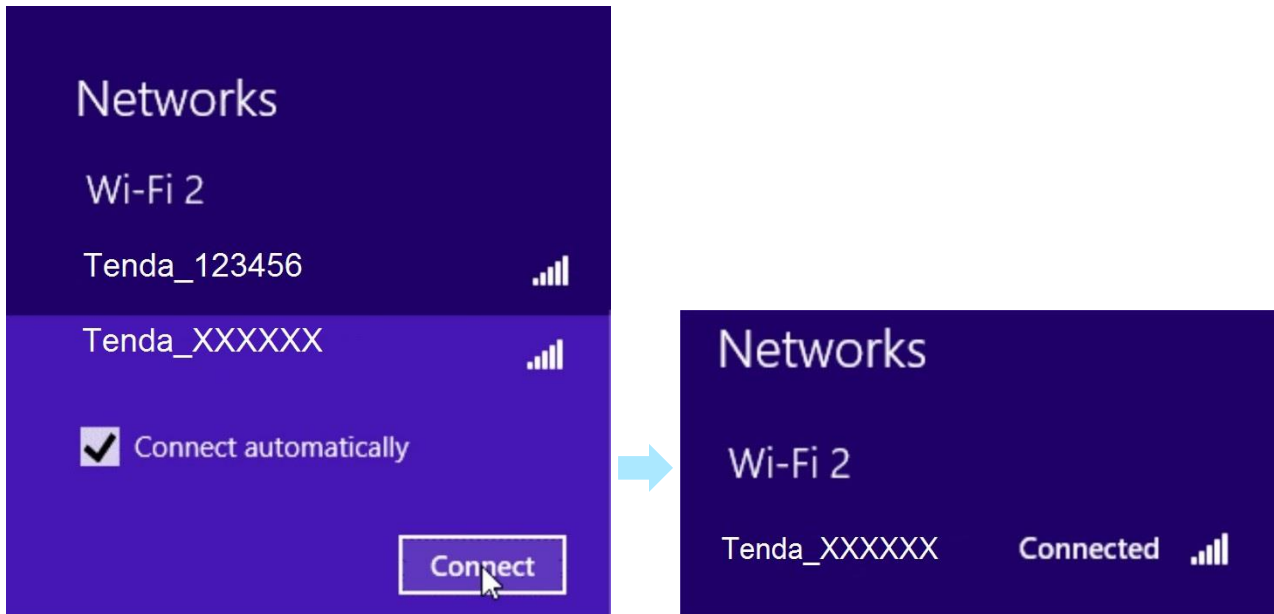 Networks
Wi-Fi 2
Tenda_123456
Tenda_XXXXXX
Connect automatically
Connect
Networks
Wi-Fi 2
Tenda_XXXXXX Connected